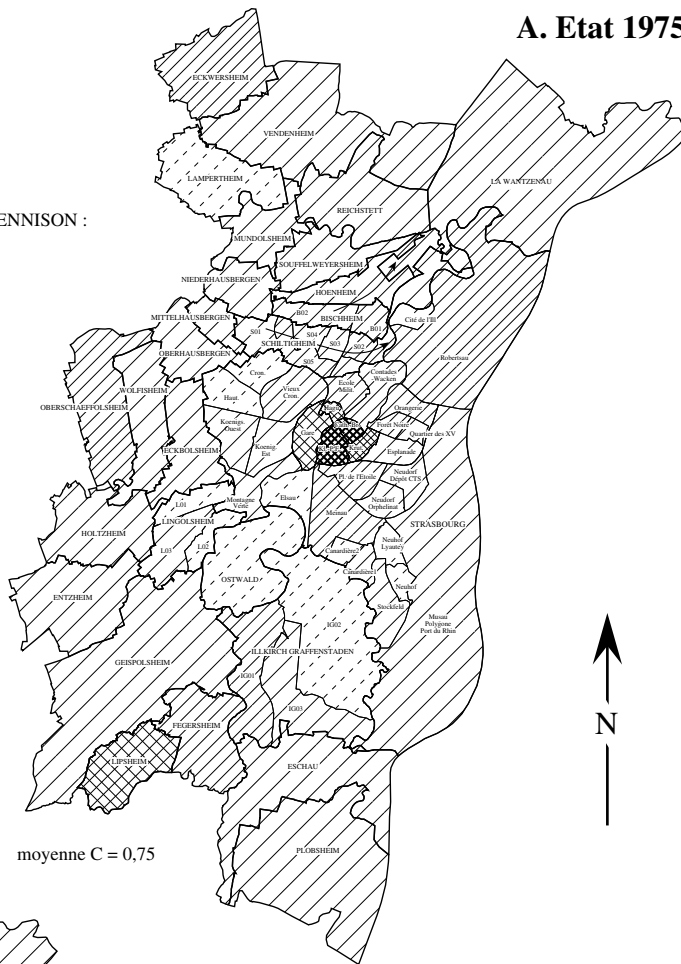 A. Etat 1975
ECKWERSHEIM
VENDENHEIM
LAMPERTHEIM
LA WANTZENAU
REICHSTETT
ENNISON :
MUNDOLSHEIM
SOUFFELWEYERSHEIM
NIEDERHAUSBERGEN
HOENHEIM
B02
MITTELHAUSBERGEN
BISCHHEIM
Cité de l'Ill
S01
S04
B01
SCHILTIGHEIM
S03
S02
OBERHAUSBERGEN
S05
Robertsau
Cron.
Contades
Wacken
Ecole
Milit.
WOLFISHEIM
Haut.
Vieux
Cron.
OBERSCHAEFFOLSHEIM
Orangerie
Koenigs.
Ouest
Forêt Noire
Gare
Quartier des XV
Koenig.
Est
ECKBOLSHEIM
Esplanade
Pl. de l'Etoile
Neudorf
Dépôt CTS
L01
Montagne
Verte
Elsau
Neudorf
Orphelinat
HOLTZHEIM
LINGOLSHEIM
Meinau
STRASBOURG
L03
L02
Neuhof
Lyautey
Canardière2
Canardière1
OSTWALD
Neuhof
ENTZHEIM
Stockfeld
IG02
Musau
Polygone
Port du Rhin
ILLKIRCH GRAFFENSTADEN
GEISPOLSHEIM
IG01
IG03
FEGERSHEIM
N
LIPSHEIM
ESCHAU
moyenne C = 0,75
PLOBSHEIM